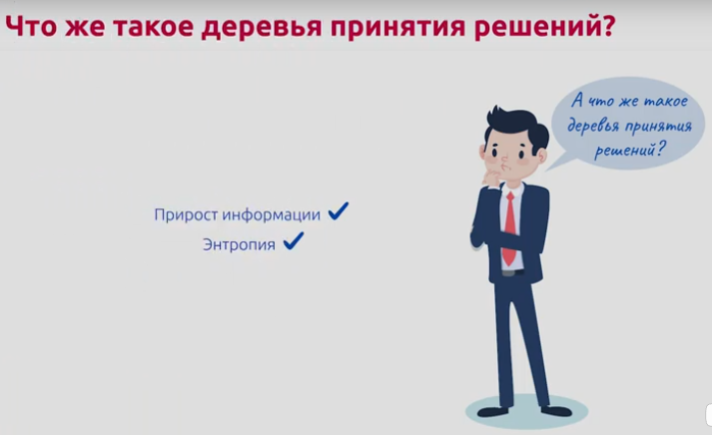 Что же такое деревья принятия решений?
А что же такое
деревья принятия
решений?
Прирост информации
Энтропия